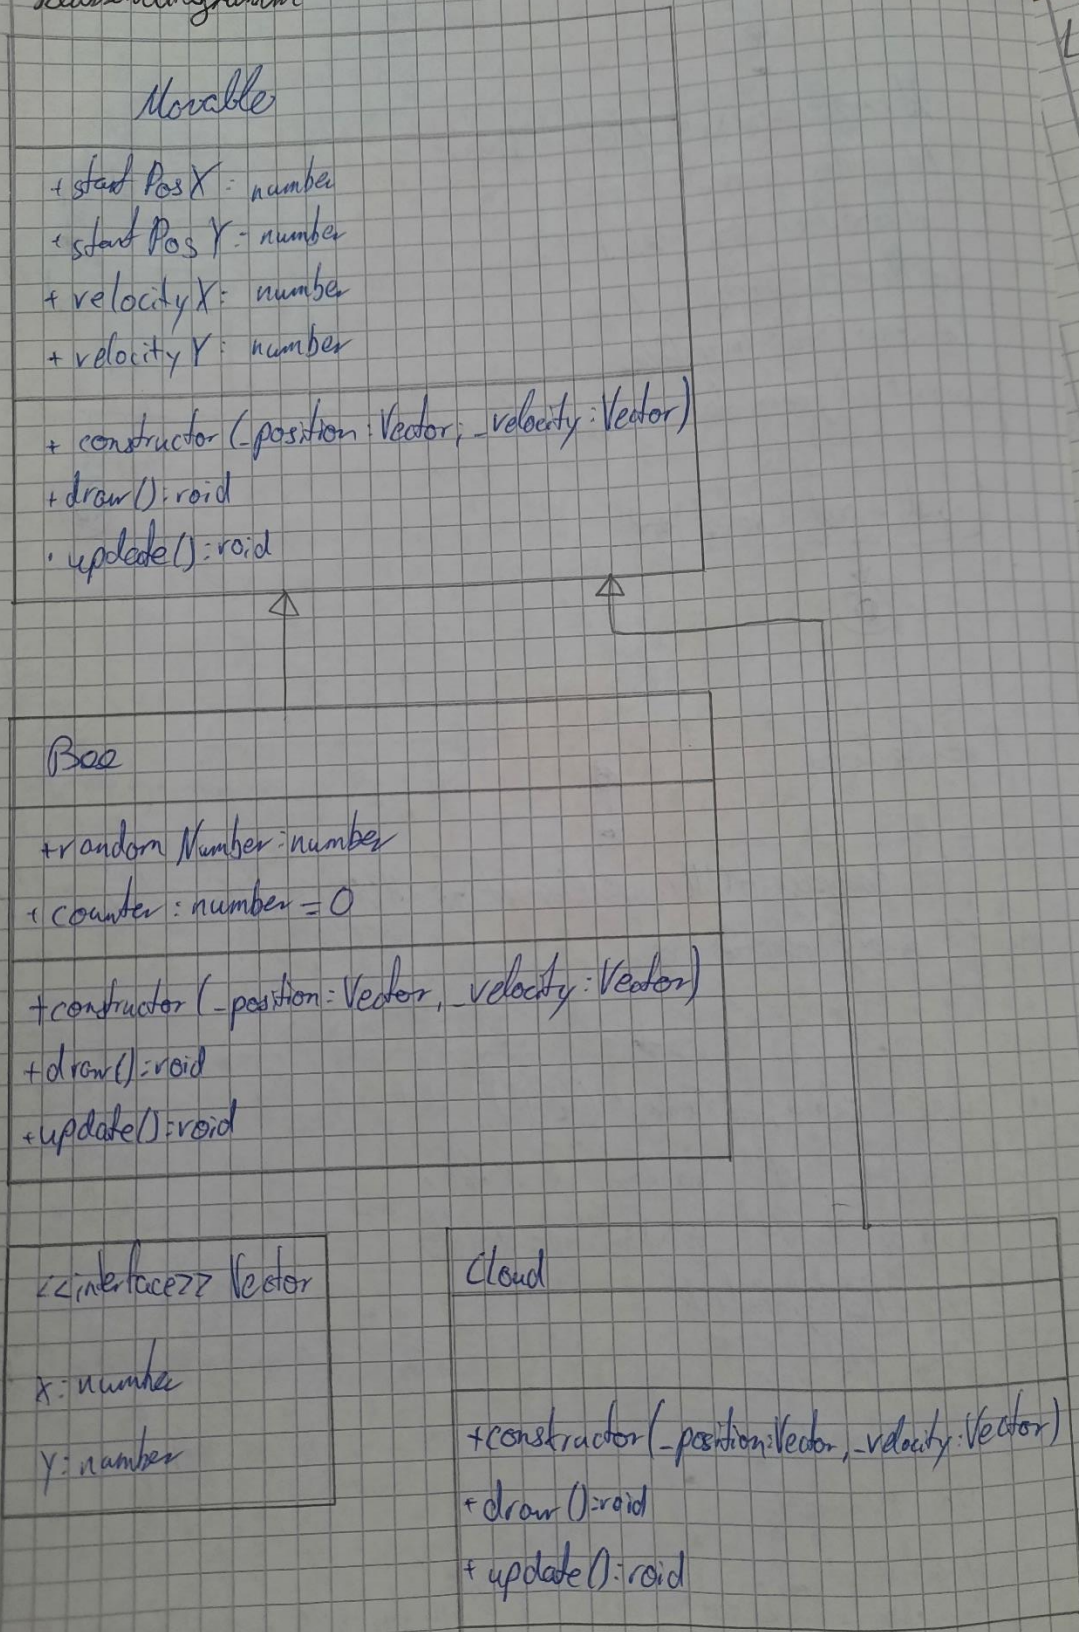 Klassendiagramm
L
Movable
+ startPosX: number
+ startPosY: number
+ velocityX: number
+ velocityY: number
+ constructor(_position:Vector, _velocity:Vector)
+ draw():void
. update():void
Bee
+randomNumber:number
+ counter: number = 0
+constructor(_position:Vector, _velocity:Vector)
+draw():void
+update():void
<<interface>> Vector
X: number
Y: number
Cloud
+constructor(_position:Vector, _velocity:Vector)
+ draw():void
+ update():void